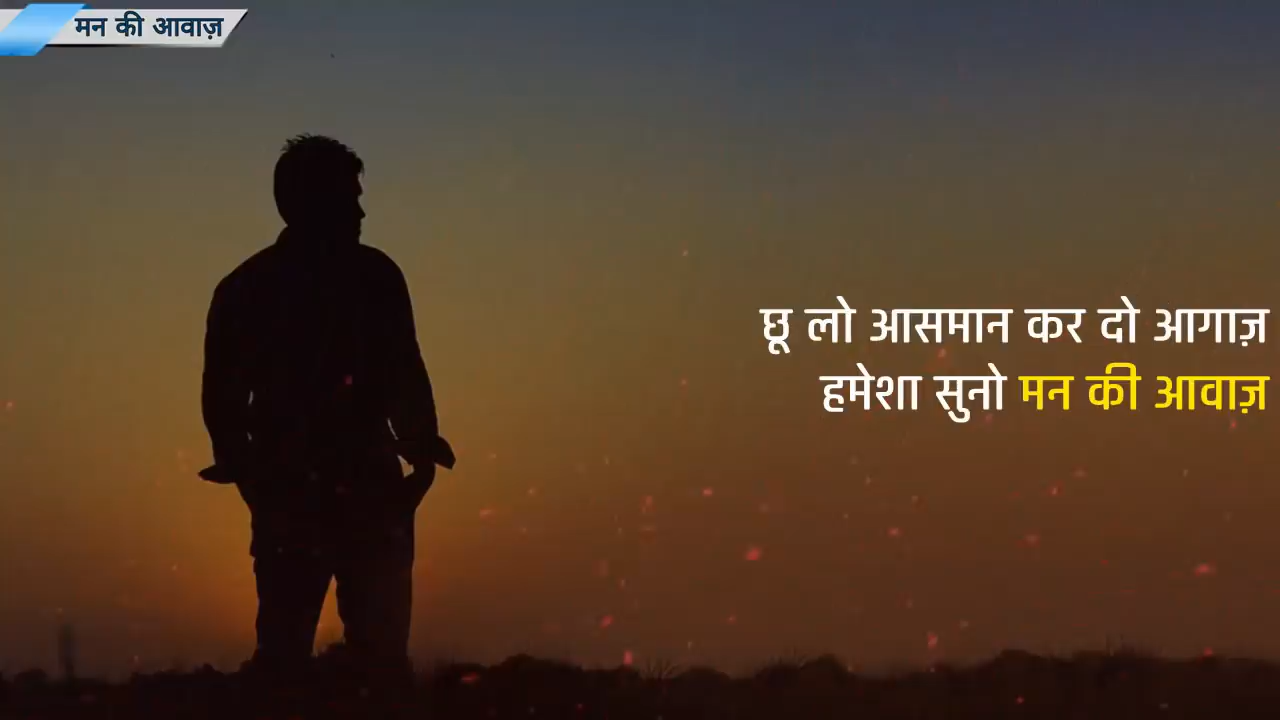 मन की आवाज़
छू लो आसमान कर दो आगाज़
हमेशा सुनो मन की आवाज़